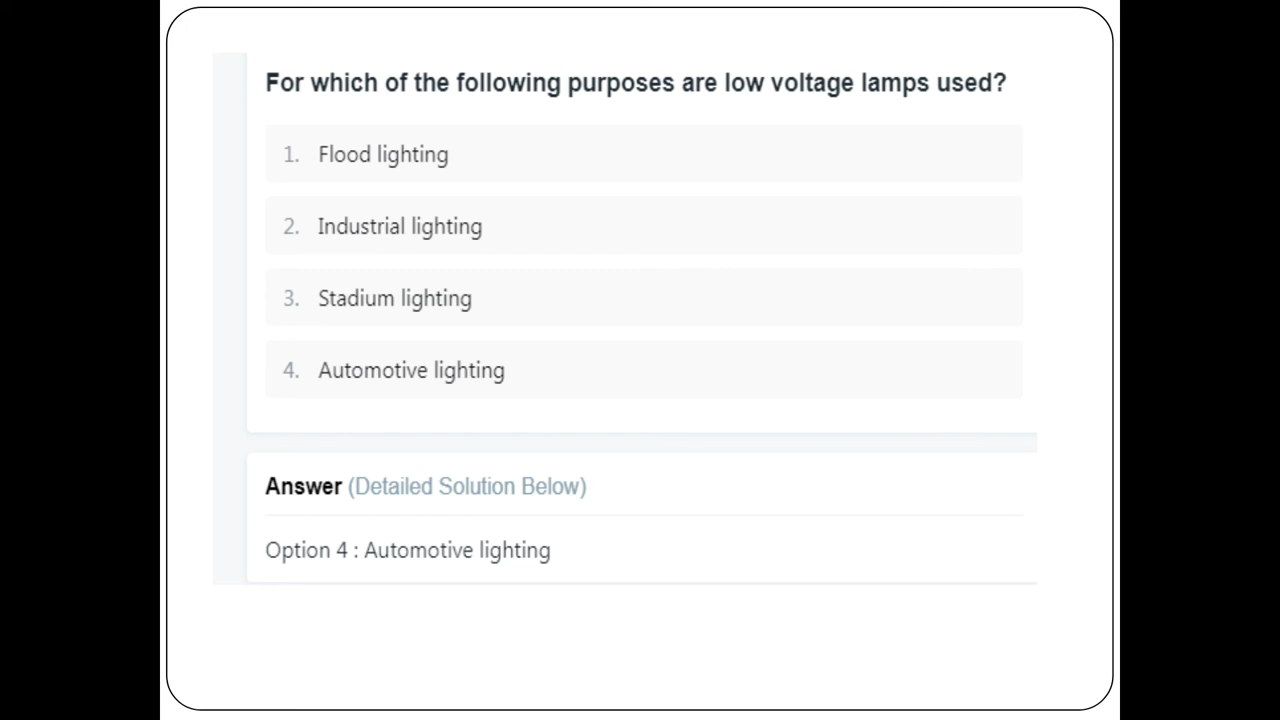 For which of the following purposes are low voltage lamps used?
1. Flood lighting
2. Industrial lighting
3. Stadium lighting
4. Automotive lighting
Answer (Detailed Solution Below)
Option 4 : Automotive lighting